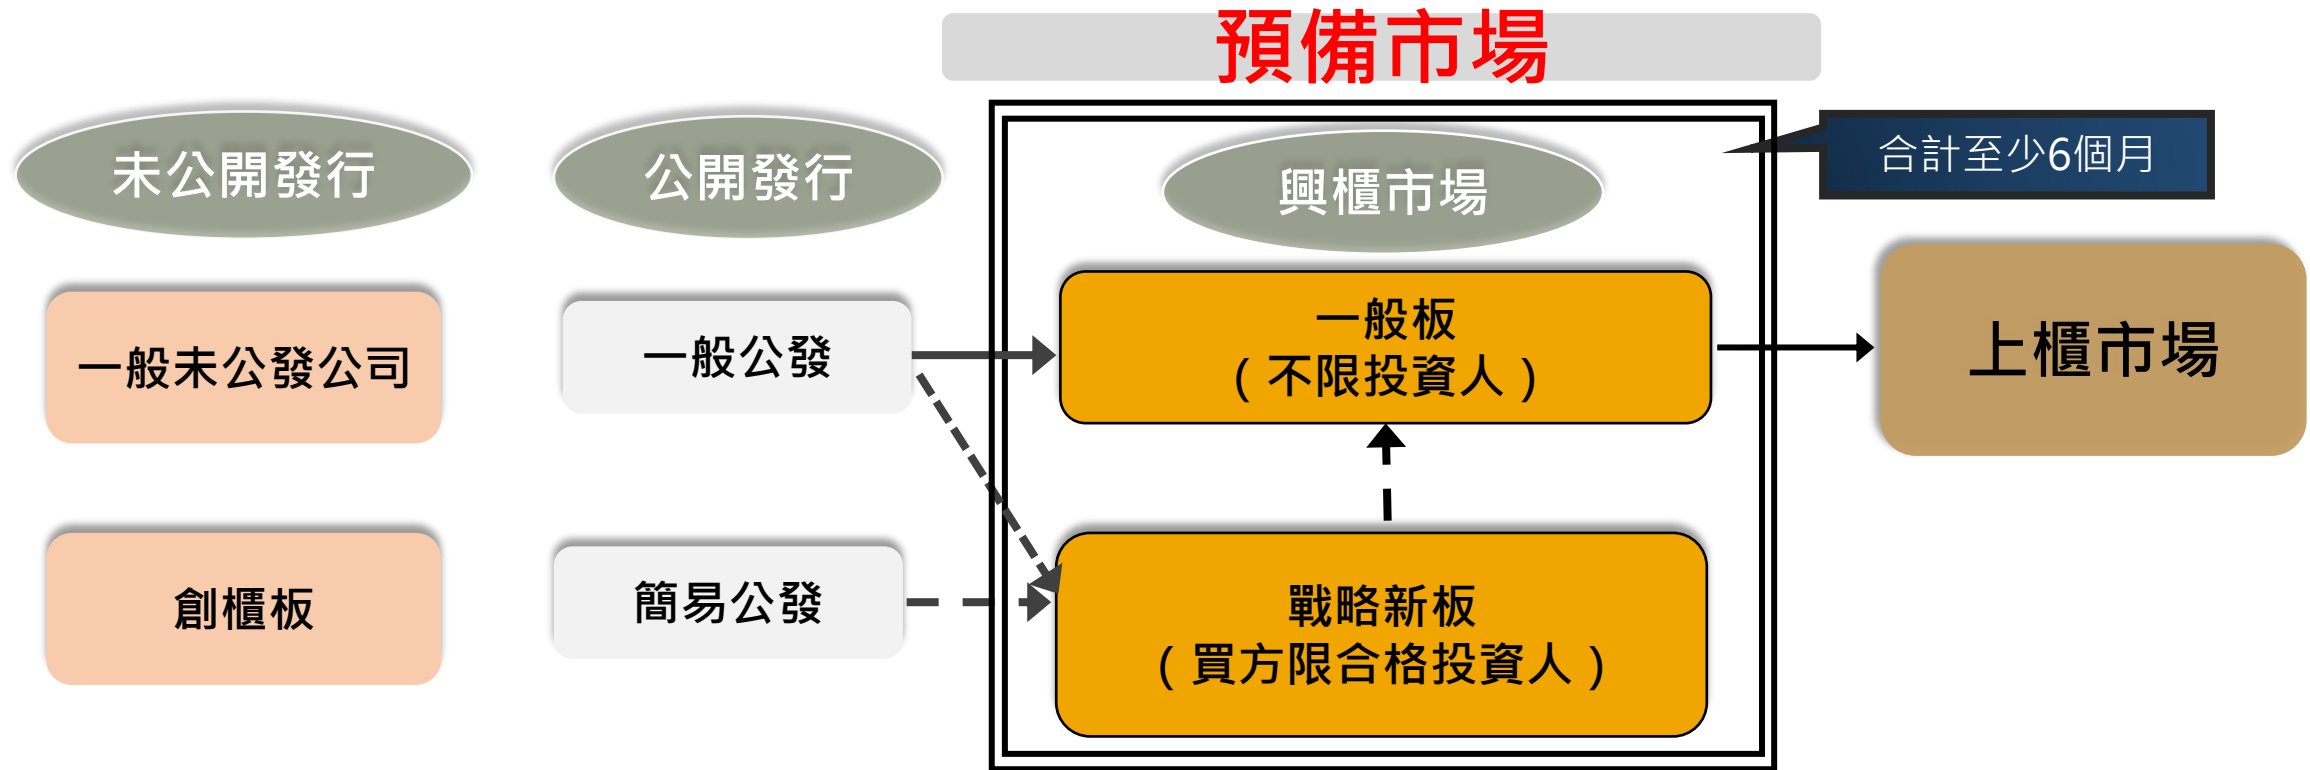 預備市場
未公開發行
公開發行
興櫃市場
合計至少6個月
一般未公發公司
一般公發
一般板
(不限投資人)
上櫃市場
創櫃板
簡易公發
戰略新板
(買方限合格投資人)